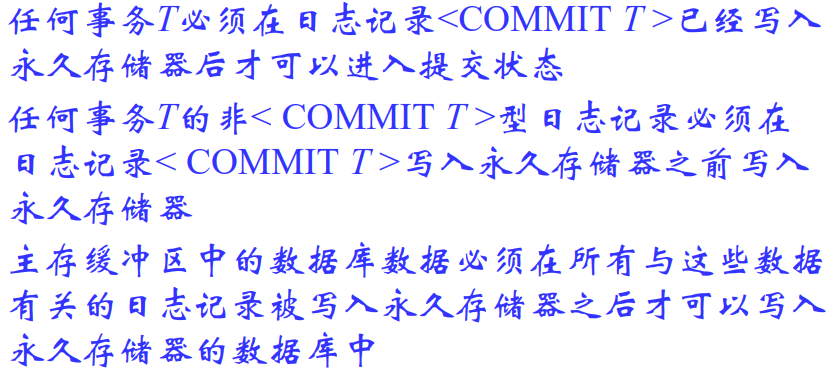 任何事务T必须在日志记录<COMMIT T >已经写入
永久存储器后才可以进入提交状态
任何事务T的非< COMMIT T >型日志记录必须在
日志记录< COMMIT T >写入永久存储器之前写入
永久存储器
主存缓冲区中的数据库数据必须在所有与这些数据
有关的日志记录被写入永久存储器之后才可以写入
永久存储器的数据库中